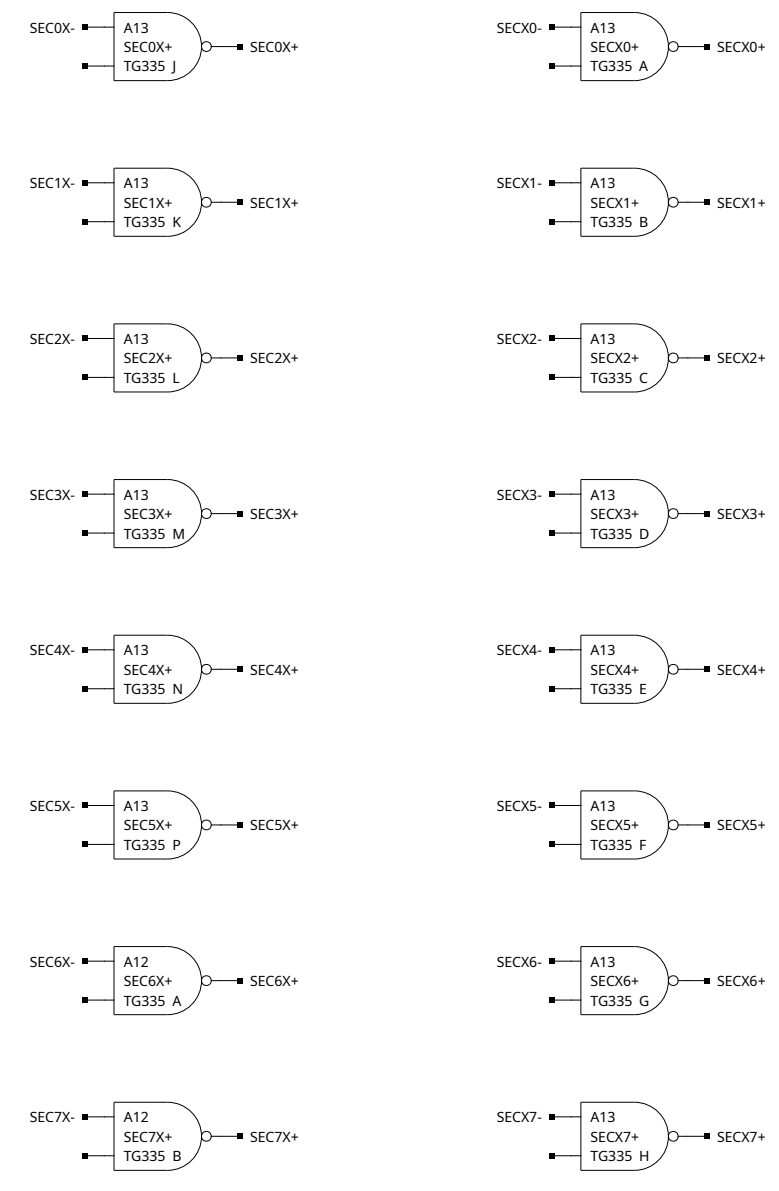 SEC0X- A13 SEC0X+ TG335 J SEC0X+
SECX0- A13 SECX0+ TG335 A SECX0+
SEC1X- A13 SEC1X+ TG335 K SEC1X+
SECX1- A13 SECX1+ TG335 B SECX1+
SEC2X- A13 SEC2X+ TG335 L SEC2X+
SECX2- A13 SECX2+ TG335 C SECX2+
SEC3X- A13 SEC3X+ TG335 M SEC3X+
SECX3- A13 SECX3+ TG335 D SECX3+
SEC4X- A13 SEC4X+ TG335 N SEC4X+
SECX4- A13 SECX4+ TG335 E SECX4+
SEC5X- A13 SEC5X+ TG335 P SEC5X+
SECX5- A13 SECX5+ TG335 F SECX5+
SEC6X- A12 SEC6X+ TG335 A SEC6X+
SECX6- A13 SECX6+ TG335 G SECX6+
SEC7X- A12 SEC7X+ TG335 B SEC7X+
SECX7- A13 SECX7+ TG335 H SECX7+